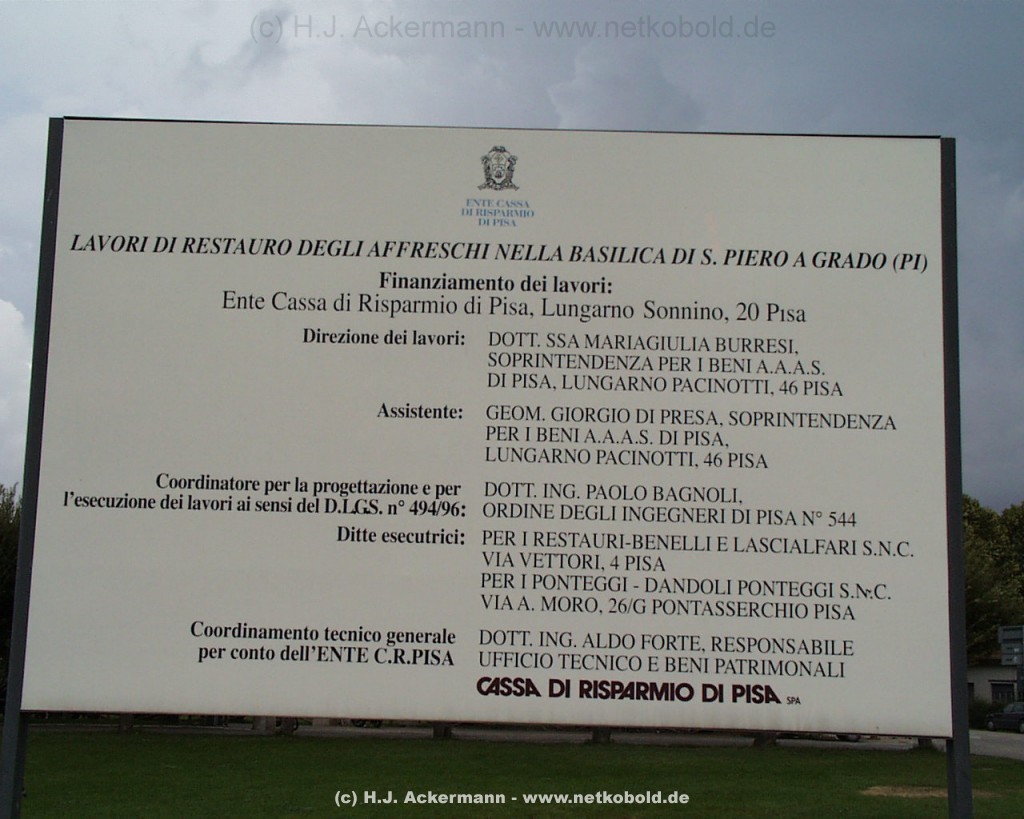 (c) H.J. Ackermann - www.netkobold.de
ENTE CASSA
DI RISPARMIO
DI PISA
LAVORI DI RESTAURO DEGLI AFFRESCHI NELLA BASILICA DI S. PIERO A GRADO (PI)
Finanziamento dei lavori:
Ente Cassa di Risparmio di Pisa, Lungarno Sonnino, 20 Pisa
Direzione dei lavori: DOTT. SSA MARIAGIULIA BURRESI,
SOPRINTENDENZA PER I BENI A.A.A.S.
DI PISA, LUNGARNO PACINOTTI, 46 PISA
Assistente: GEOM. GIORGIO DI PRESA, SOPRINTENDENZA
PER I BENI A.A.A.S. DI PISA,
LUNGARNO PACINOTTI, 46 PISA
Coordinatore per la progettazione e per DOTT. ING. PAOLO BAGNOLI,
l'esecuzione dei lavori ai sensi del D.L.G.S. n° 494/96: ORDINE DEGLI INGEGNERI DI PISA N° 544
Ditte esecutrici: PER I RESTAURI-BENELLI E LASCIALFARI S.N.C.
VIA VETTORI, 4 PISA
PER I PONTEGGI - DANDOLI PONTEGGI S.N.C.
VIA A. MORO, 26/G PONTASSERCHIO PISA
Coordinamento tecnico generale DOTT. ING. ALDO FORTE, RESPONSABILE
per conto dell'ENTE C.R.PISA UFFICIO TECNICO E BENI PATRIMONALI
CASSA DI RISPARMIO DI PISA SPA
(c) H.J. Ackermann - www.netkobold.de